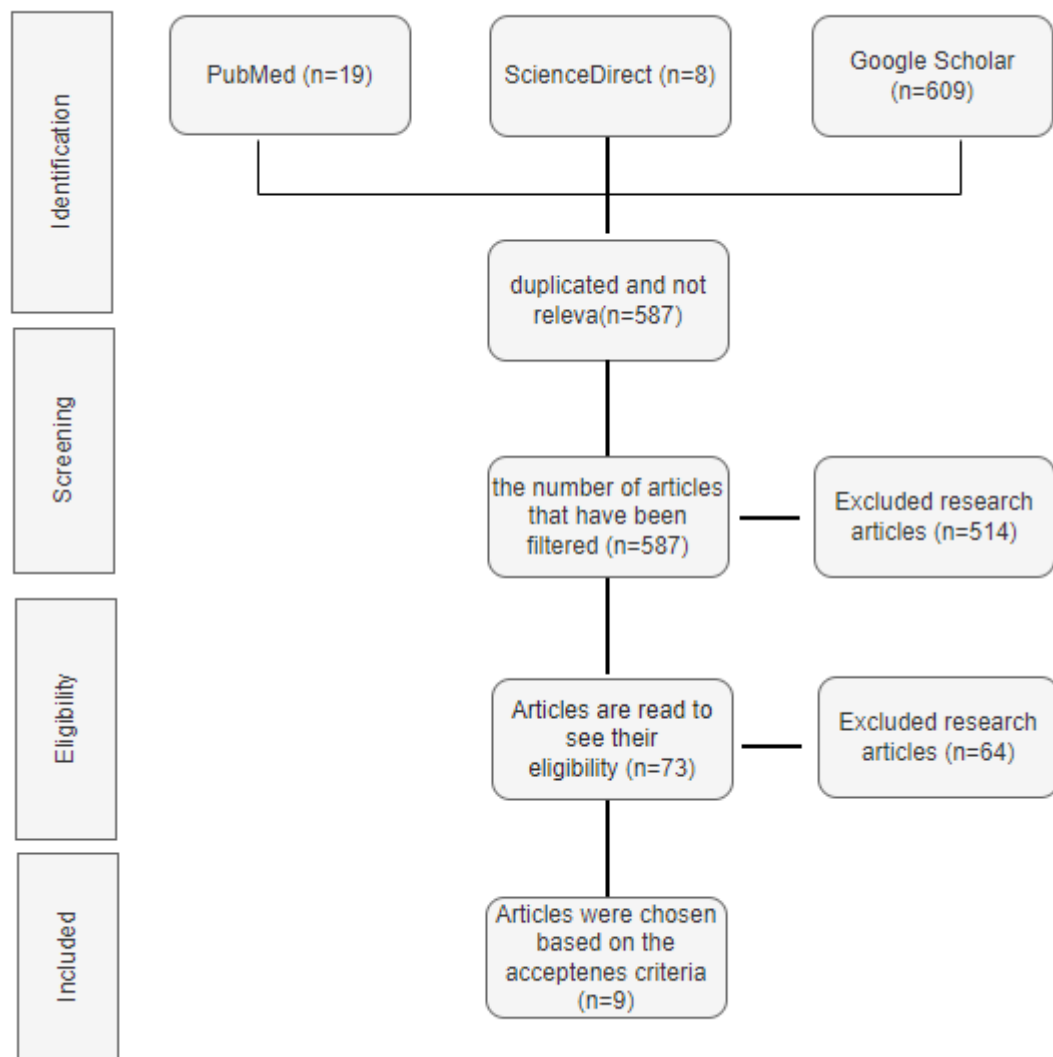 Identification
PubMed (n=19)
ScienceDirect (n=8)
Google Scholar
(n=609)
duplicated and not
releva(n=587)
Screening
the number of articles
that have been
filtered (n=587)
Excluded research
articles (n=514)
Eligibility
Articles are read to
see their
eligibility (n=73)
Excluded research
articles (n=64)
Included
Articles were chosen
based on the
acceptenes criteria
(n=9)